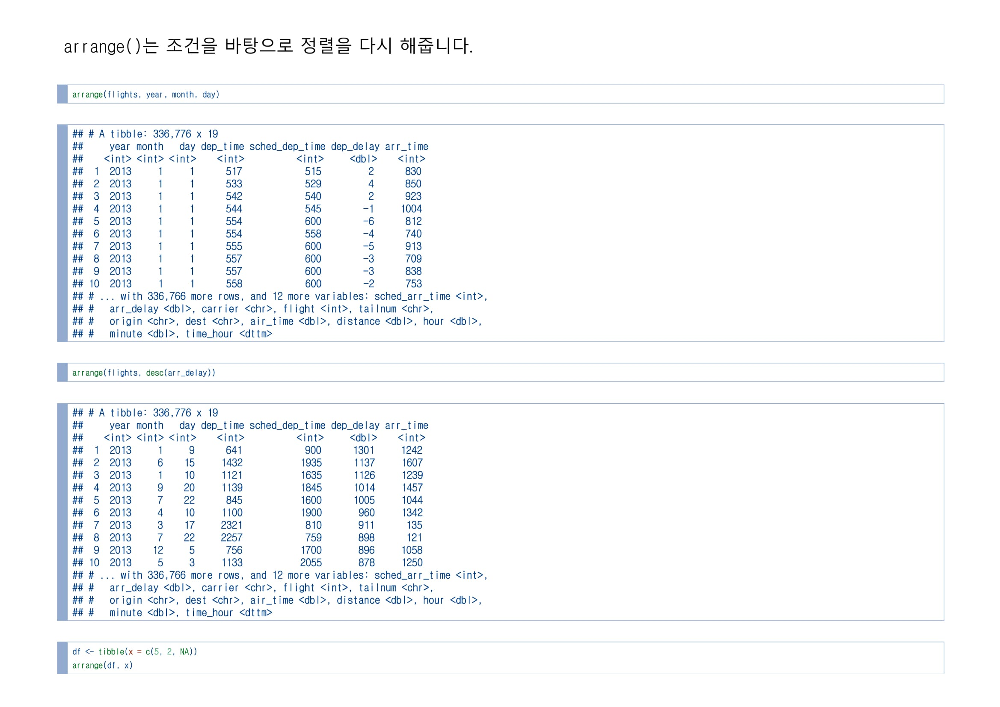 arrange()는 조건을 바탕으로 정렬을 다시 해줍니다.
arrange(flights, year, month, day)
## # A tibble: 336,776 x 19
##     year month   day dep_time sched_dep_time dep_delay arr_time
##    <int> <int> <int>    <int>          <int>     <dbl>    <int>
##  1  2013     1     1      517            515         2      830
##  2  2013     1     1      533            529         4      850
##  3  2013     1     1      542            540         2      923
##  4  2013     1     1      544            545        -1     1004
##  5  2013     1     1      554            600        -6      812
##  6  2013     1     1      554            558        -4      740
##  7  2013     1     1      555            600        -5      913
##  8  2013     1     1      557            600        -3      709
##  9  2013     1     1      557            600        -3      838
## 10  2013     1     1      558            600        -2      753
## # ... with 336,766 more rows, and 12 more variables: sched_arr_time <int>,
## #   arr_delay <dbl>, carrier <chr>, flight <int>, tailnum <chr>,
## #   origin <chr>, dest <chr>, air_time <dbl>, distance <dbl>, hour <dbl>,
## #   minute <dbl>, time_hour <dttm>
arrange(flights, desc(arr_delay))
## # A tibble: 336,776 x 19
##     year month   day dep_time sched_dep_time dep_delay arr_time
##    <int> <int> <int>    <int>          <int>     <dbl>    <int>
##  1  2013     1     9      641            900      1301     1242
##  2  2013     6    15     1432           1935      1137     1607
##  3  2013     1    10     1121           1635      1126     1239
##  4  2013     9    20     1139           1845      1014     1457
##  5  2013     7    22      845           1600      1005     1044
##  6  2013     4    10     1100           1900       960     1342
##  7  2013     3    17     2321            810       911      135
##  8  2013     7    22     2257            759       898      121
##  9  2013    12     5      756           1700       896     1058
## 10  2013     5     3     1133           2055       878     1250
## # ... with 336,766 more rows, and 12 more variables: sched_arr_time <int>,
## #   arr_delay <dbl>, carrier <chr>, flight <int>, tailnum <chr>,
## #   origin <chr>, dest <chr>, air_time <dbl>, distance <dbl>, hour <dbl>,
## #   minute <dbl>, time_hour <dttm>
df <- tibble(x = c(5, 2, NA))
arrange(df, x)